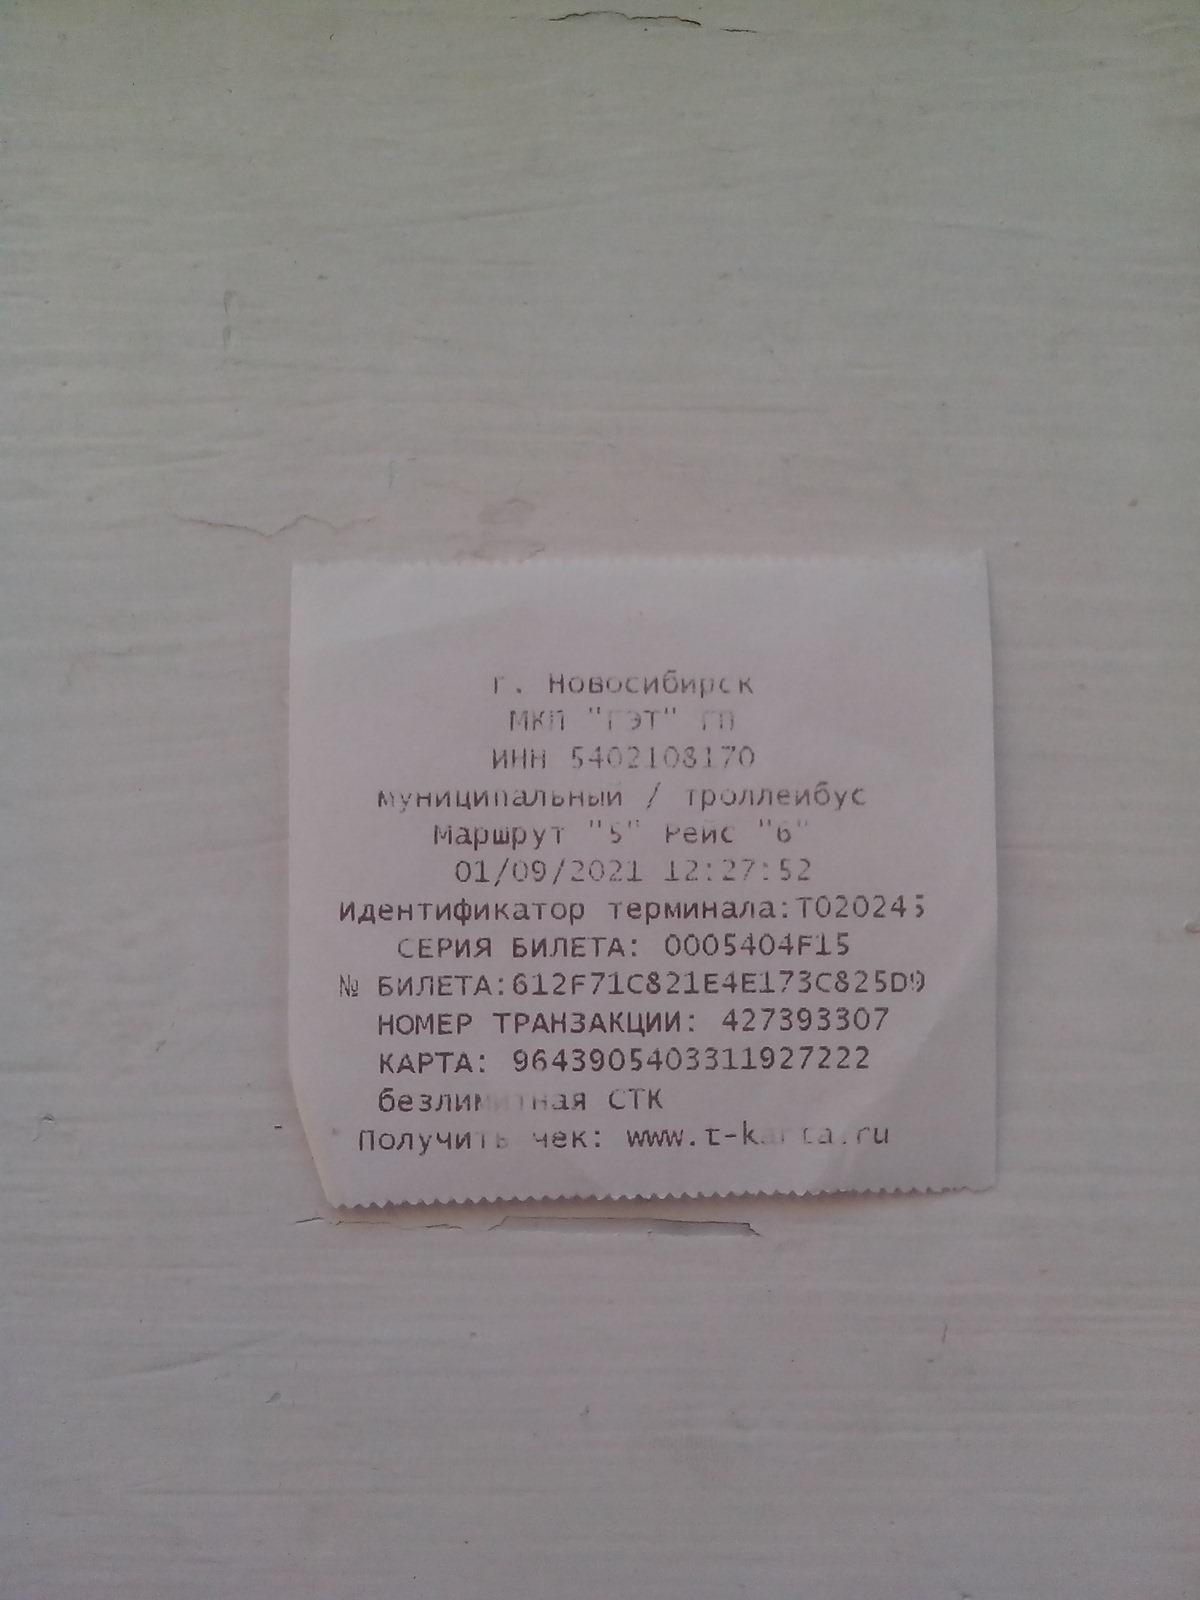 г. Новосибирск
МКП "ГЭТ" ГП
ИНН 5402108170
муниципальный / троллейбус
Маршрут "5" Рейс "6"
01/09/2021 12:27:52
Идентификатор терминала:T020245
СЕРИЯ БИЛЕТА: 0005404F15
№ БИЛЕТА:612F71C821E4E173C825D9
НОМЕР ТРАНЗАКЦИИ: 427393307
КАРТА: 9643905403311927222
безлимитная СТК
Получить чек: www.t-karta.ru